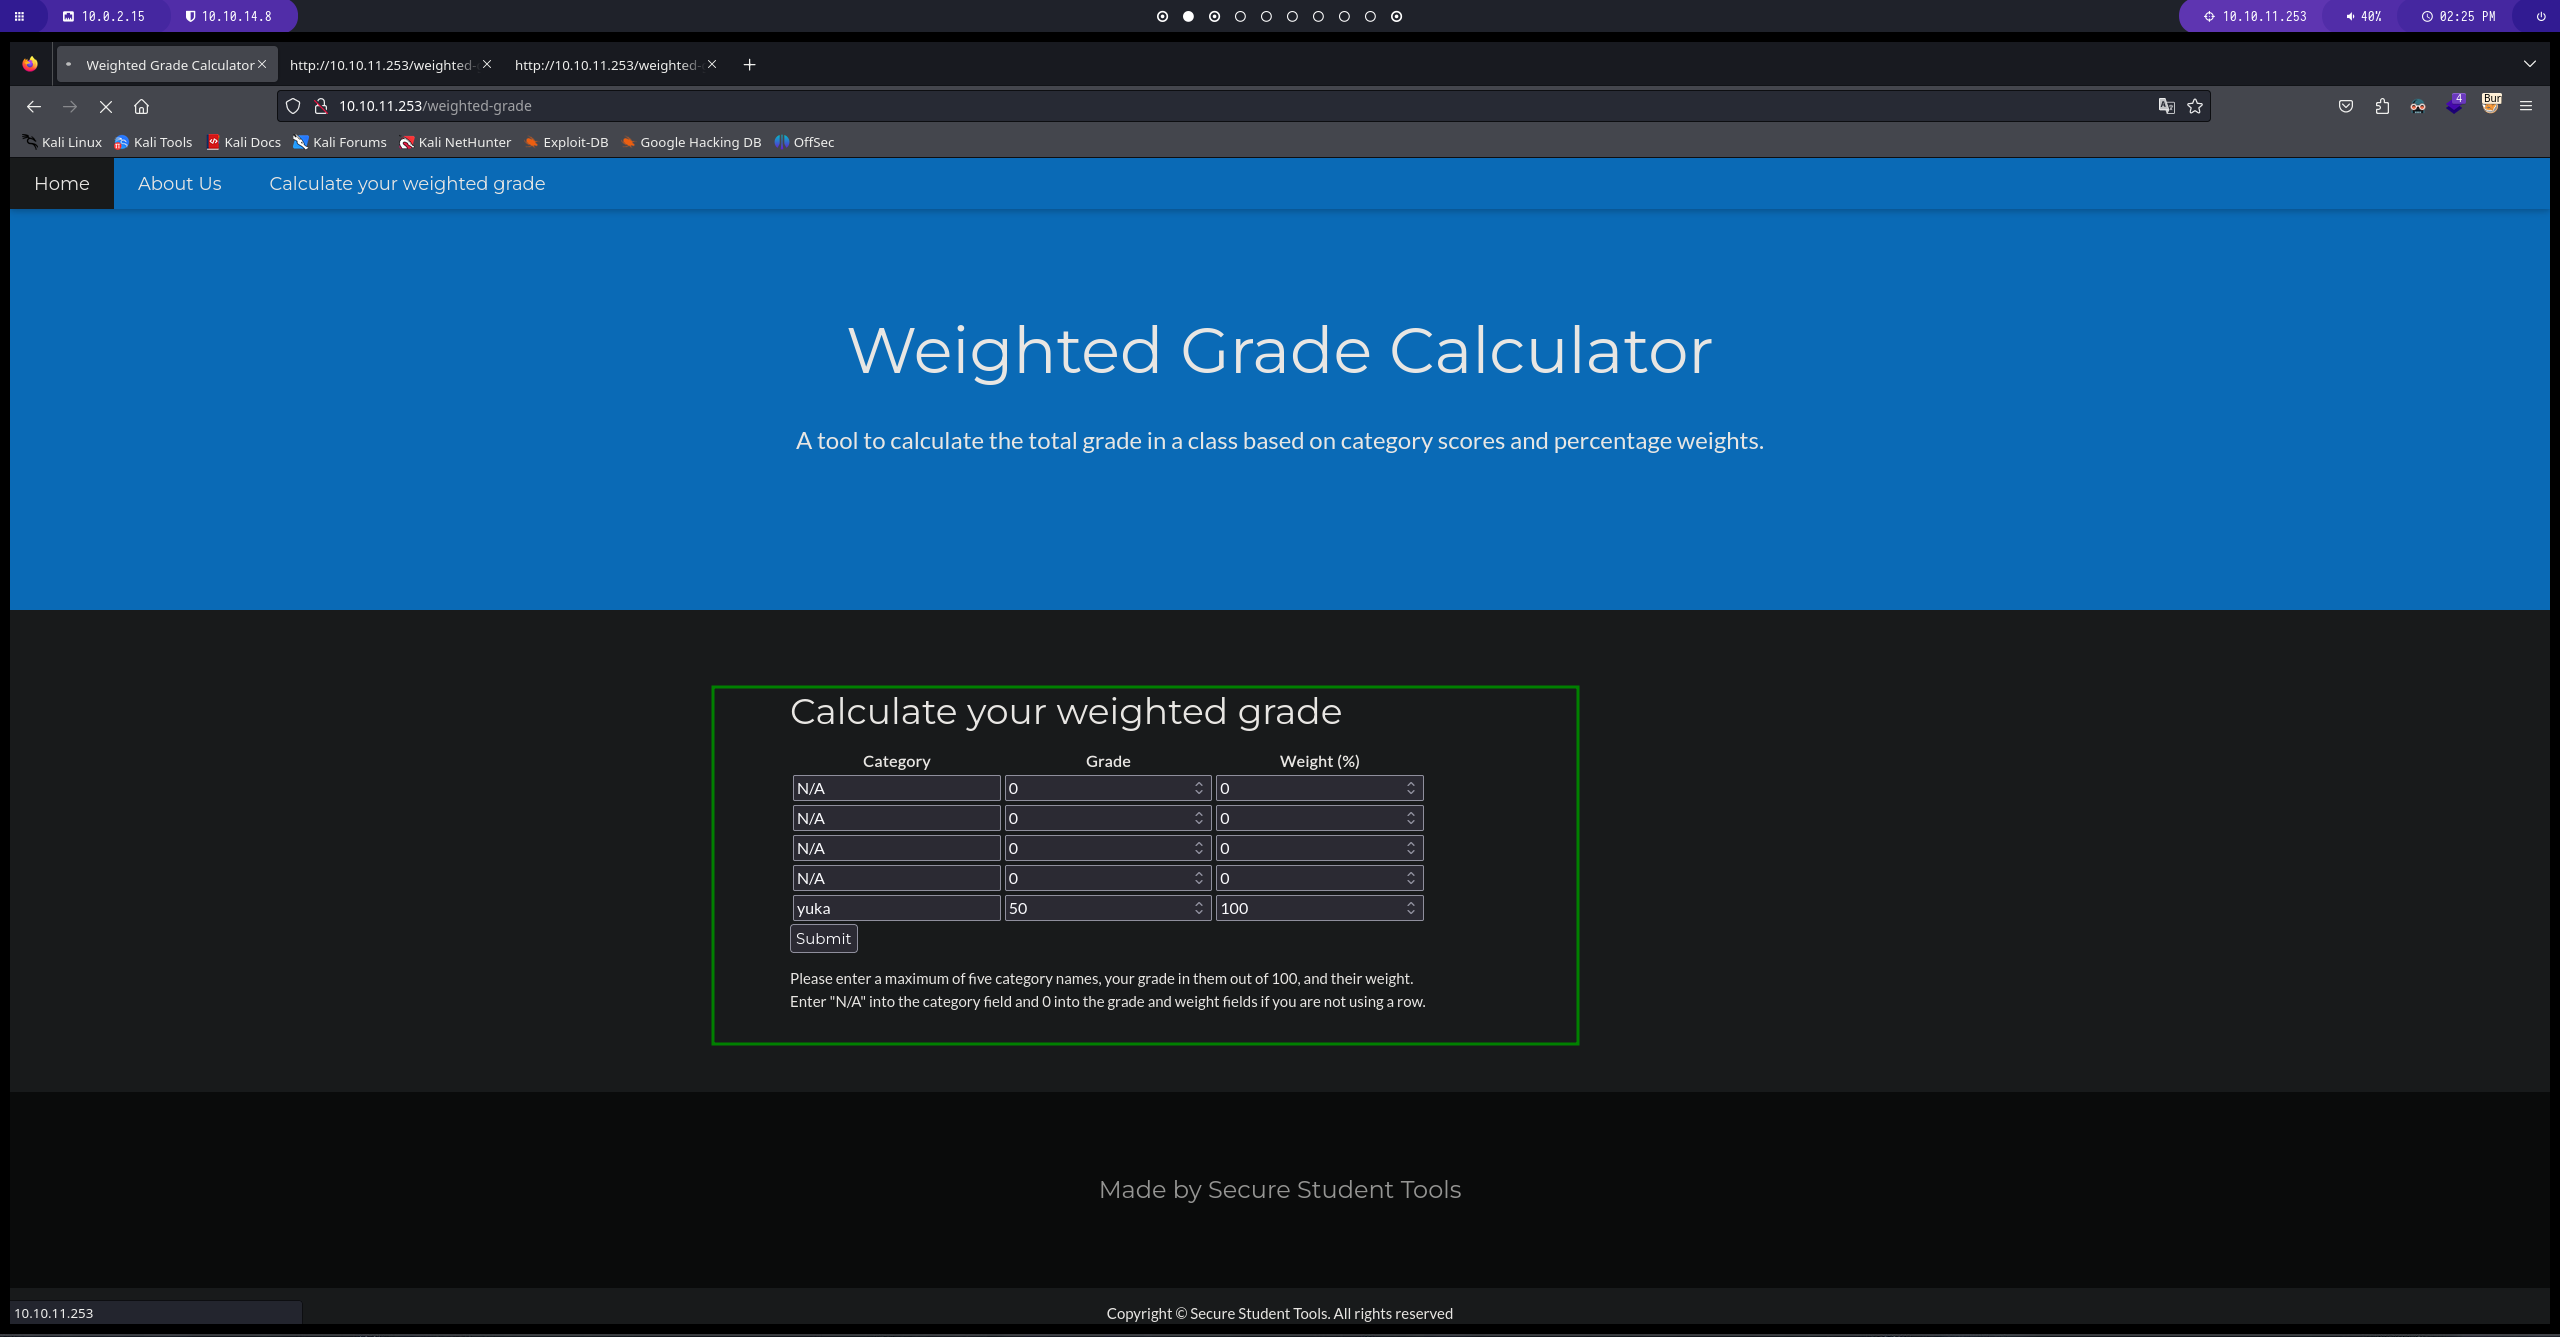 10.0.2.15 10.10.14.8 10.10.11.253 40% 02:25 PM
Weighted Grade Calculator http://10.10.11.253/weighted- http://10.10.11.253/weighted-
10.10.11.253/weighted-grade 4 Bur
Kali Linux Kali Tools Kali Docs Kali Forums Kali NetHunter Exploit-DB Google Hacking DB OffSec
Home About Us Calculate your weighted grade
Weighted Grade Calculator
A tool to calculate the total grade in a class based on category scores and percentage weights.
Calculate your weighted grade
Category Grade Weight (%)
N/A 0 0
N/A 0 0
N/A 0 0
N/A 0 0
yuka 50 100
Submit
Please enter a maximum of five category names, your grade in them out of 100, and their weight.
Enter "N/A" into the category field and 0 into the grade and weight fields if you are not using a row.
Made by Secure Student Tools
10.10.11.253
Copyright © Secure Student Tools. All rights reserved